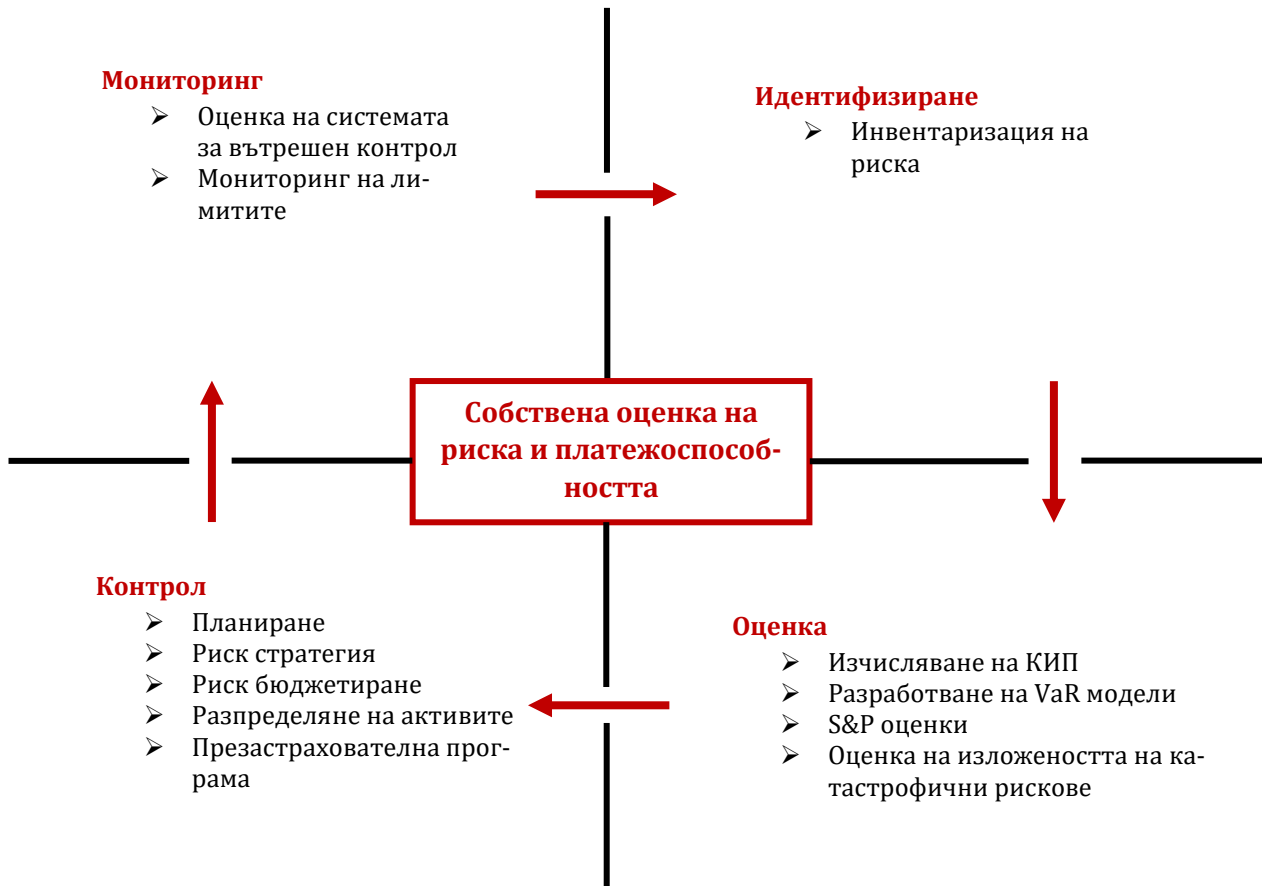 Мониторинг
Оценка на системата
за вътрешен контрол
Мониторинг на ли-
митите
Идентифизиране
Инвентаризация на
риска
Собствена оценка на
риска и платежоспособ-
ността
Контрол
Планиране
Риск стратегия
Риск бюджетиране
Разпределяне на активите
Презастрахователна прог-
рама
Оценка
Изчисляване на КИП
Разработване на VaR модели
S&P оценки
Оценка на изложеността на ка-
тастрофични рискове